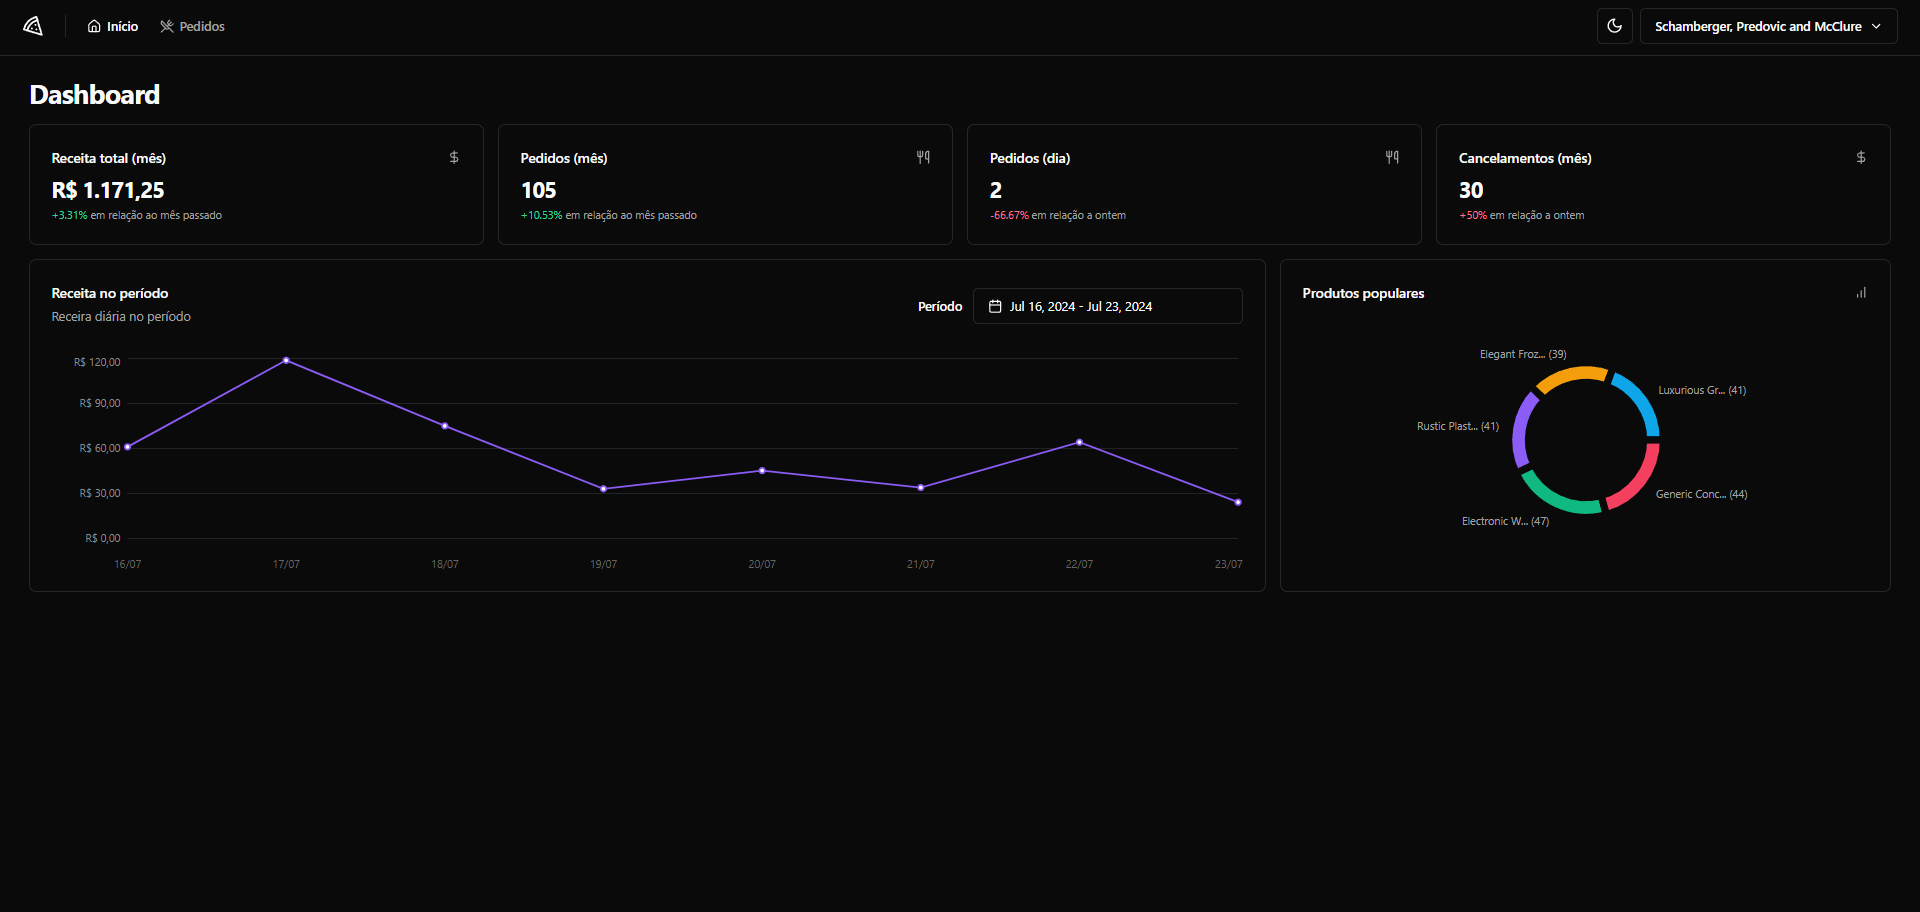 Início
Pedidos
Schamberger, Predovic and McClure
Dashboard
Receita total (mês)
R$ 1.171,25
+3.31% em relação ao mês passado
Pedidos (mês)
105
+10.53% em relação ao mês passado
Pedidos (dia)
2
-66.67% em relação a ontem
Cancelamentos (mês)
30
+50% em relação a ontem
Receita no período
Receira diária no período
Período
Jul 16, 2024 - Jul 23, 2024
R$ 120,00
R$ 90,00
R$ 60,00
R$ 30,00
R$ 0,00
16/07
17/07
18/07
19/07
20/07
21/07
22/07
23/07
Produtos populares
Elegant Froz... (39)
Luxurious Gr... (41)
Rustic Plast... (41)
Generic Conc... (44)
Electronic W... (47)